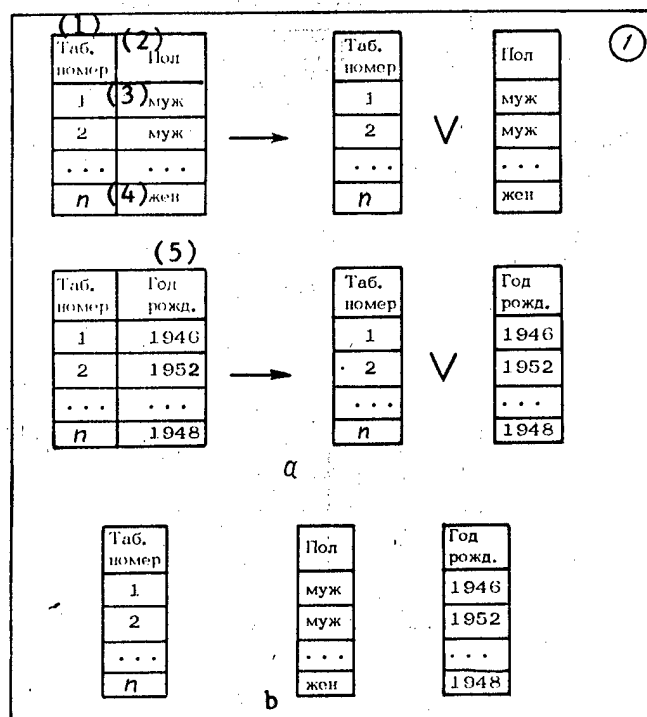 (1) (2) 1
Таб. номер Пол Таб. номер Пол
1 (3) муж 1 муж
2 муж 2 муж
... ... ... ...
n (4) жен n жен
V
(5)
Таб. номер Год рожд. Таб. номер Год рожд.
1 1946 1 1946
2 1952 2 1952
... ... ... ...
n 1948 n 1948
V
a
Таб. номер Пол Год рожд.
1 муж 1946
2 муж 1952
... ... ...
n жен 1948
b